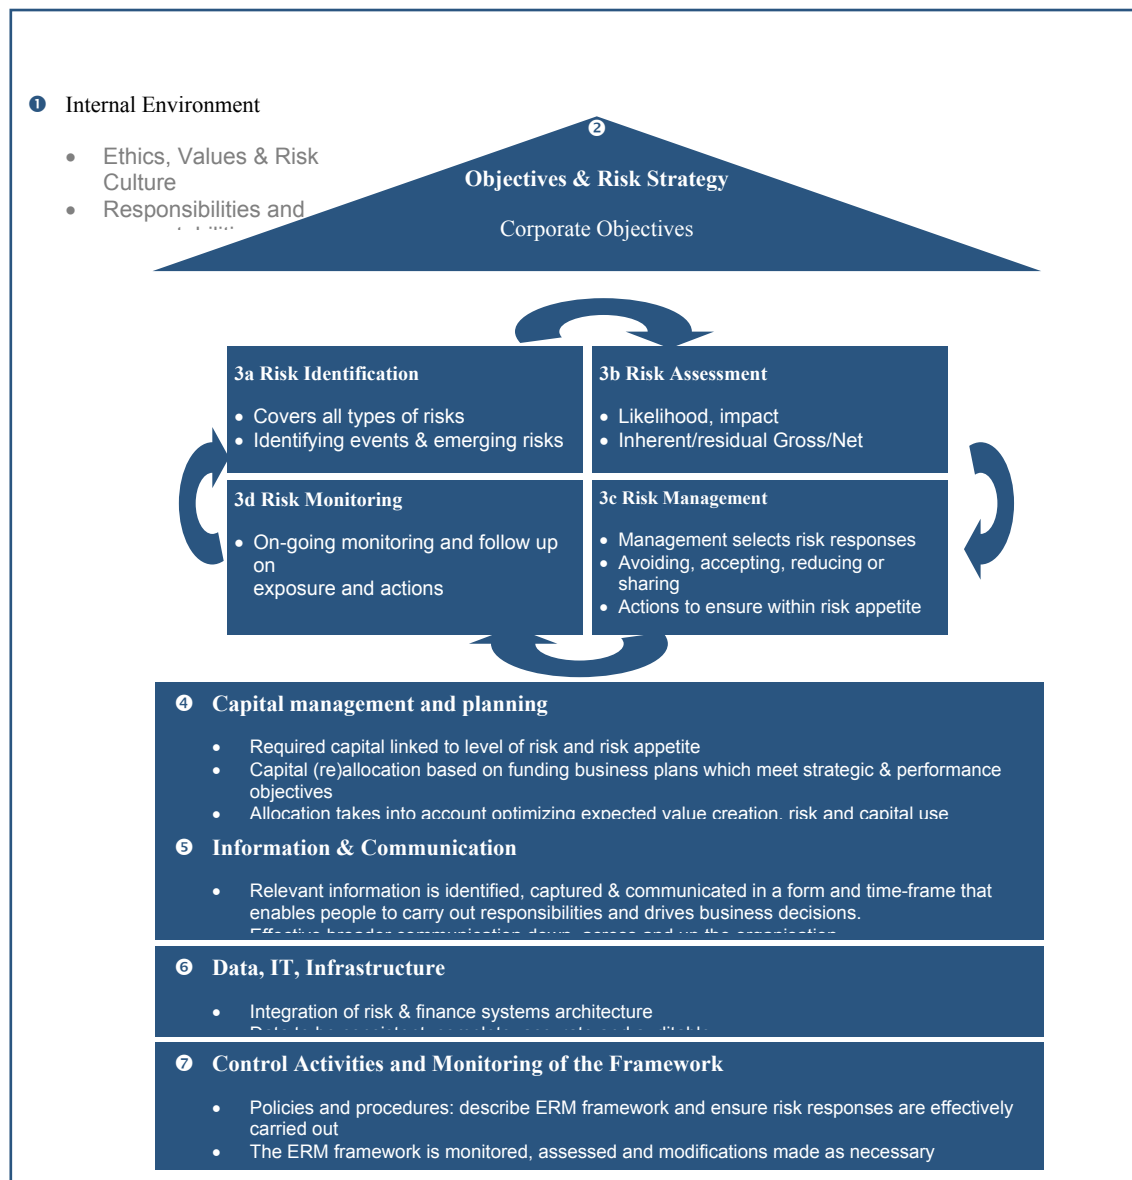 ❶ Internal Environment
• Ethics, Values & Risk
Culture
• Responsibilities and
❷
Objectives & Risk Strategy
Corporate Objectives
3a Risk Identification
• Covers all types of risks
• Identifying events & emerging risks
3b Risk Assessment
• Likelihood, impact
• Inherent/residual Gross/Net
3d Risk Monitoring
• On-going monitoring and follow up
on
exposure and actions
3c Risk Management
• Management selects risk responses
• Avoiding, accepting, reducing or
sharing
• Actions to ensure within risk appetite
❹ Capital management and planning
• Required capital linked to level of risk and risk appetite
• Capital (re)allocation based on funding business plans which meet strategic & performance
objectives
• Allocation takes into account optimizing expected value creation, risk and capital use
❺ Information & Communication
• Relevant information is identified, captured & communicated in a form and time-frame that
enables people to carry out responsibilities and drives business decisions.
Effective broader communication down, across and up the organisation
❻ Data, IT, Infrastructure
• Integration of risk & finance systems architecture
❼ Control Activities and Monitoring of the Framework
• Policies and procedures: describe ERM framework and ensure risk responses are effectively
carried out
• The ERM framework is monitored, assessed and modifications made as necessary